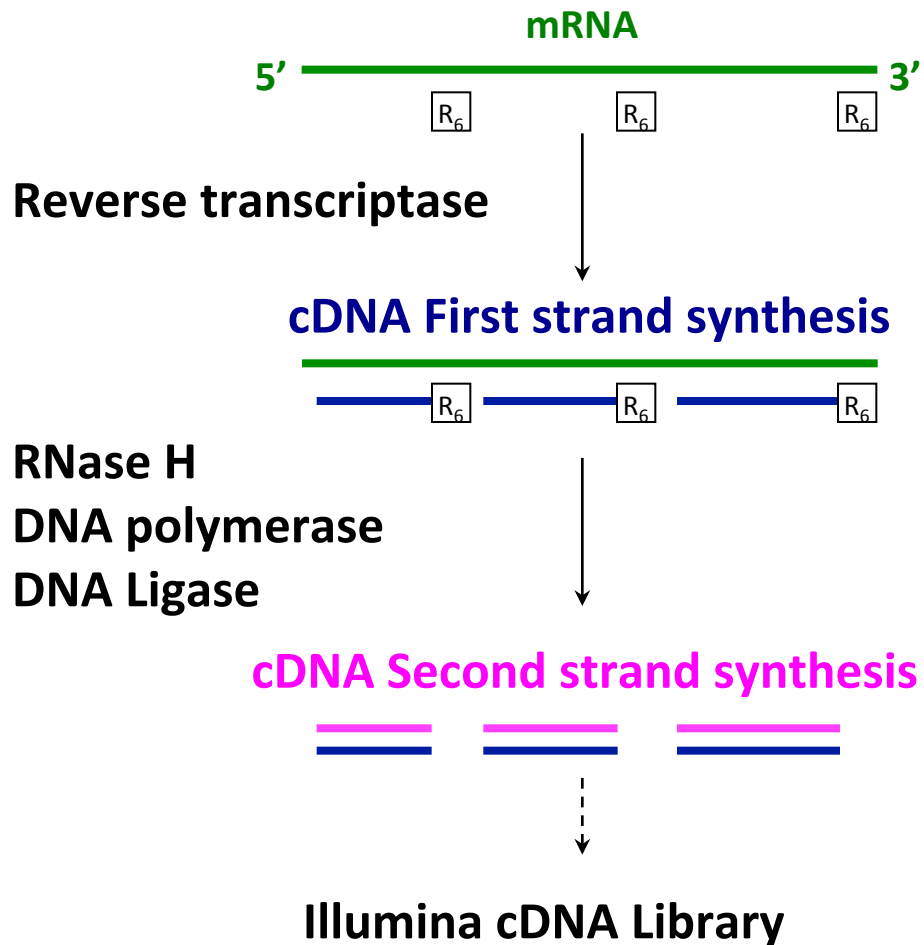 mRNA
5’ 3’
R₆ R₆ R₆
Reverse transcriptase
cDNA First strand synthesis
R₆ R₆ R₆
RNase H
DNA polymerase
DNA Ligase
cDNA Second strand synthesis
Illumina cDNA Library